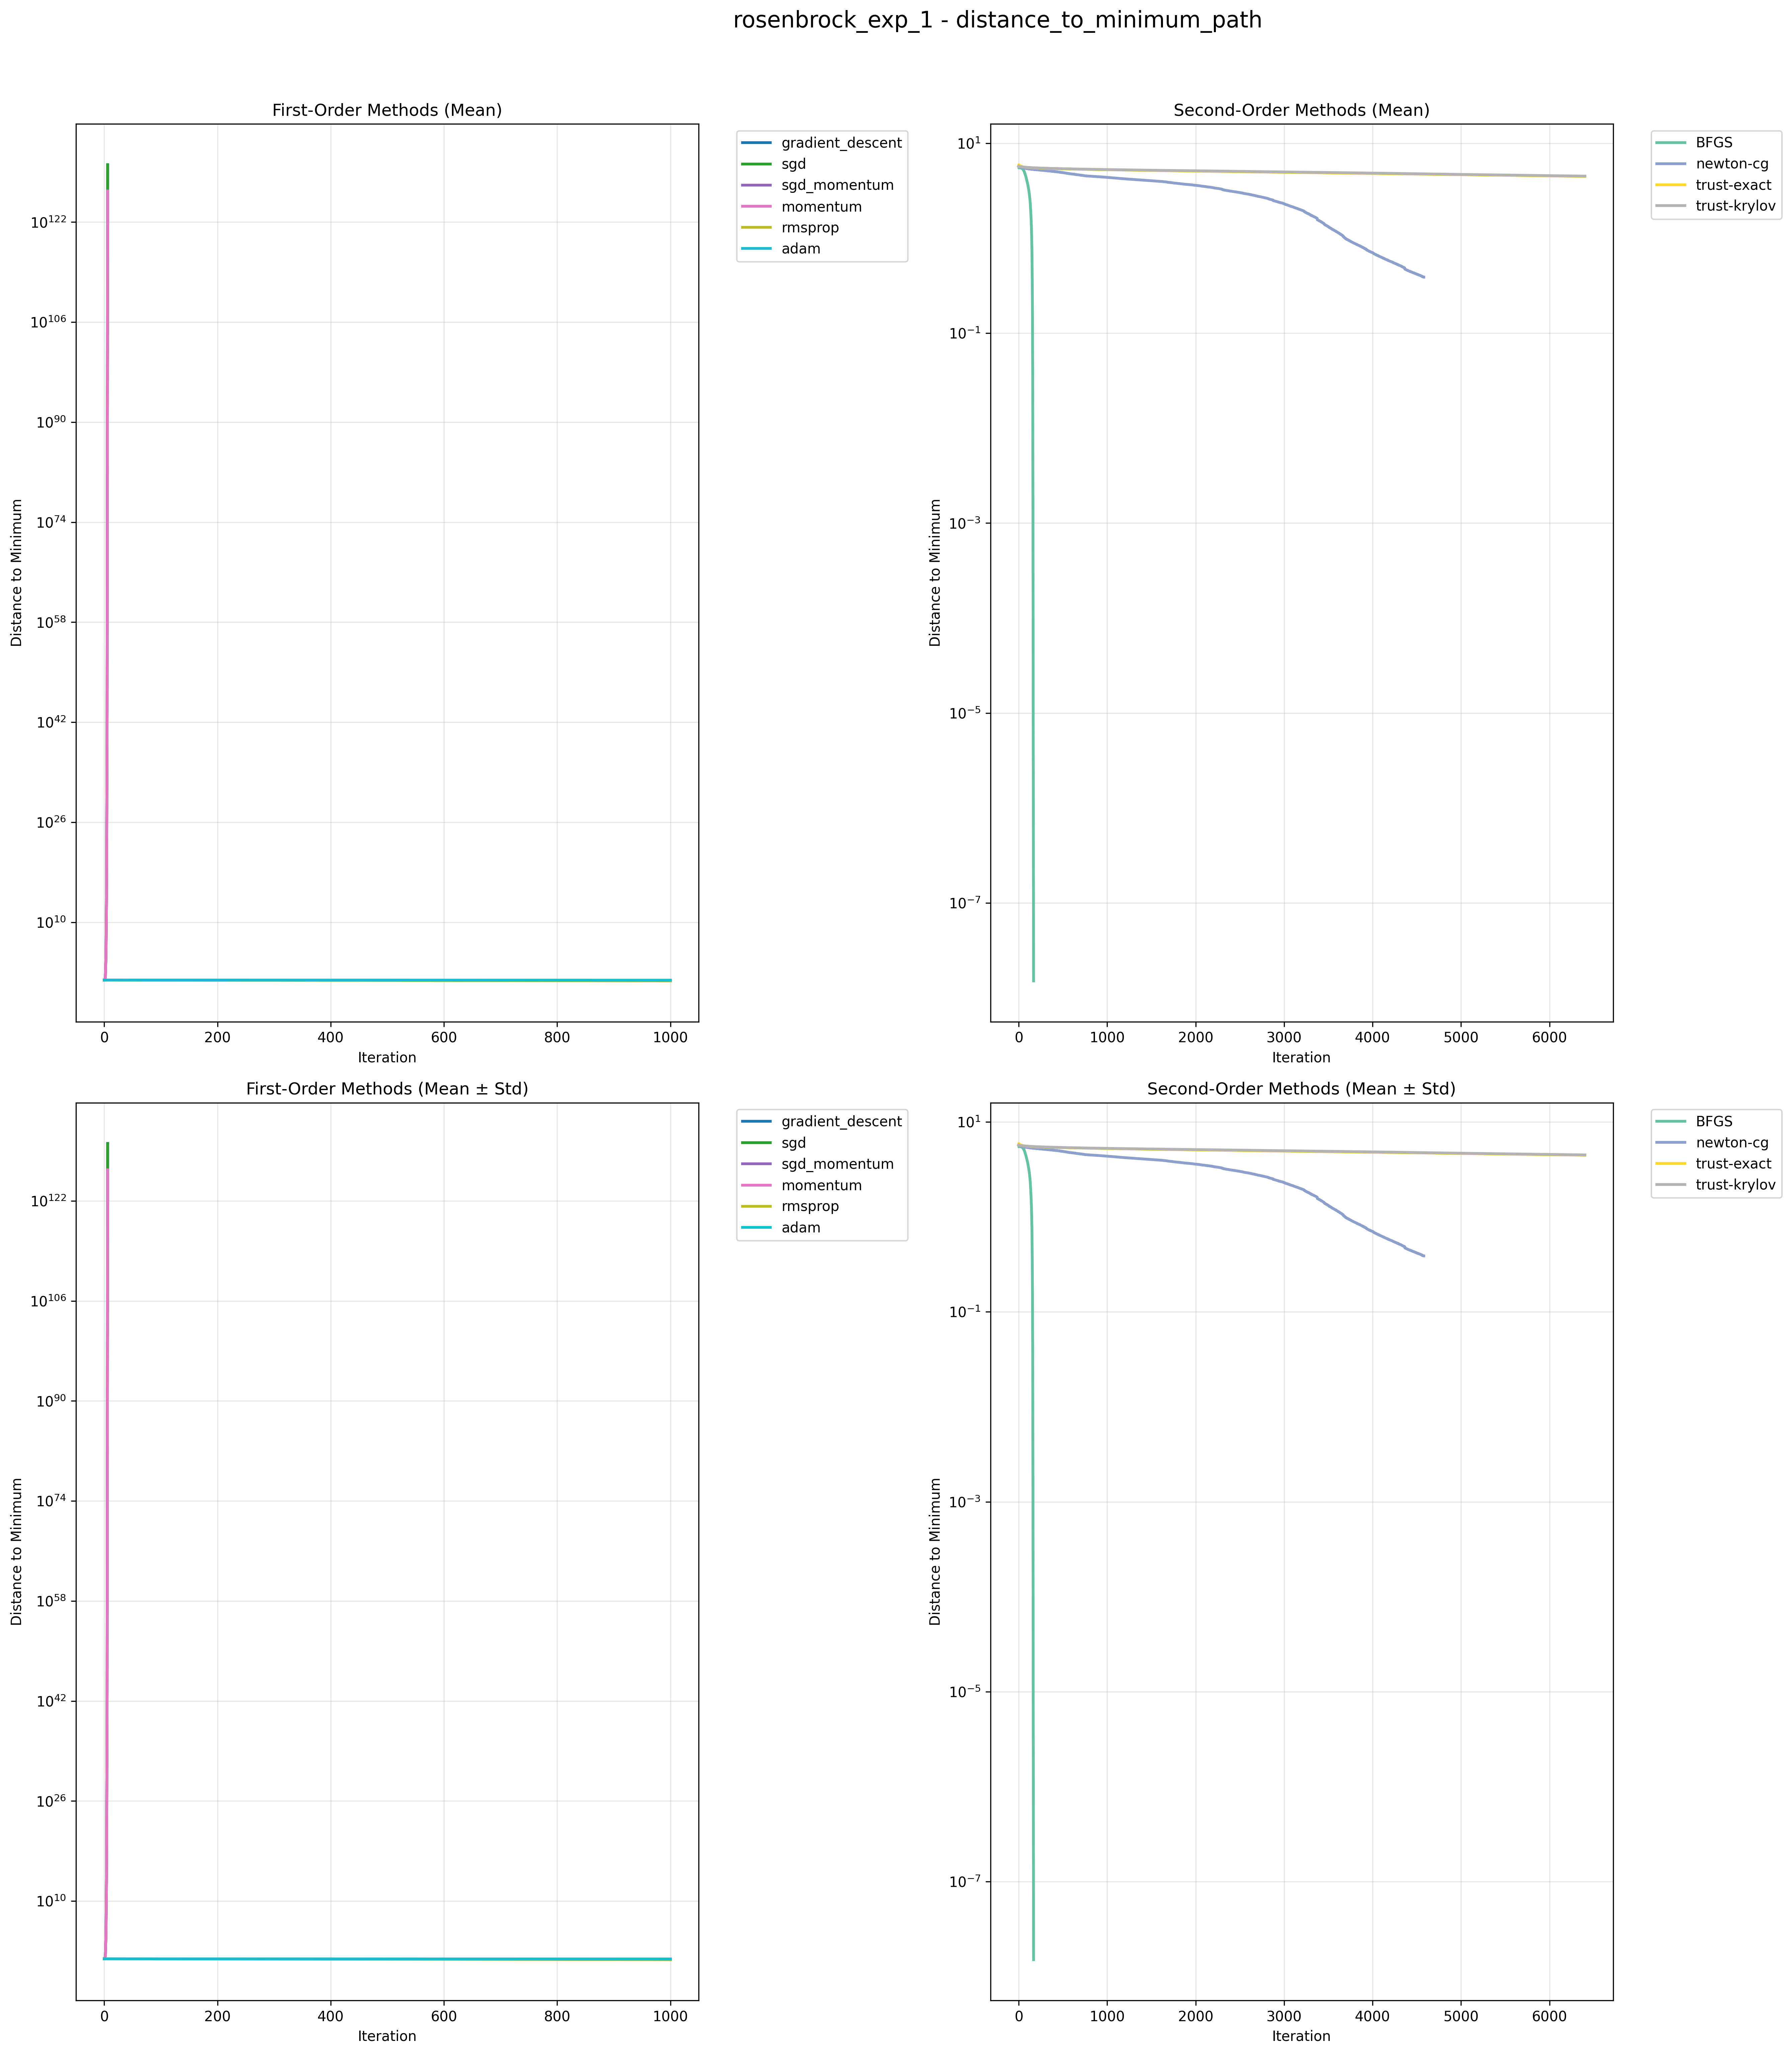 rosenbrock_exp_1 - distance_to_minimum_path
First-Order Methods (Mean)
Distance to Minimum
10^122
10^106
10^90
10^74
10^58
10^42
10^26
10^10
0 200 400 600 800 1000
Iteration
gradient_descent
sgd
sgd_momentum
momentum
rmsprop
adam
Second-Order Methods (Mean)
Distance to Minimum
10^1
10^−1
10^−3
10^−5
10^−7
0 1000 2000 3000 4000 5000 6000
Iteration
BFGS
newton-cg
trust-exact
trust-krylov
First-Order Methods (Mean ± Std)
Distance to Minimum
10^122
10^106
10^90
10^74
10^58
10^42
10^26
10^10
0 200 400 600 800 1000
Iteration
gradient_descent
sgd
sgd_momentum
momentum
rmsprop
adam
Second-Order Methods (Mean ± Std)
Distance to Minimum
10^1
10^−1
10^−3
10^−5
10^−7
0 1000 2000 3000 4000 5000 6000
Iteration
BFGS
newton-cg
trust-exact
trust-krylov